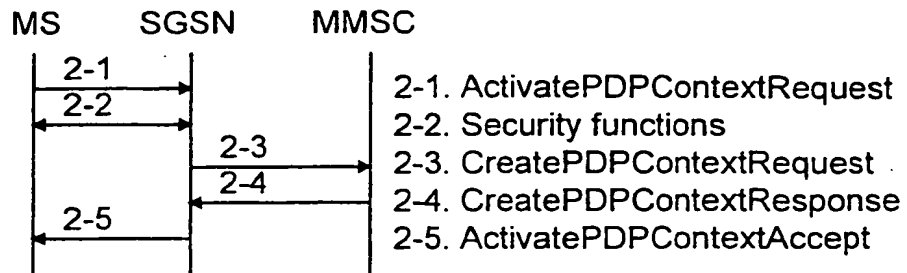 MS SGSN MMSC
2-1
2-2
2-3
2-4
2-5
2-1. ActivatePDPContextRequest
2-2. Security functions
2-3. CreatePDPContextRequest
2-4. CreatePDPContextResponse
2-5. ActivatePDPContextAccept